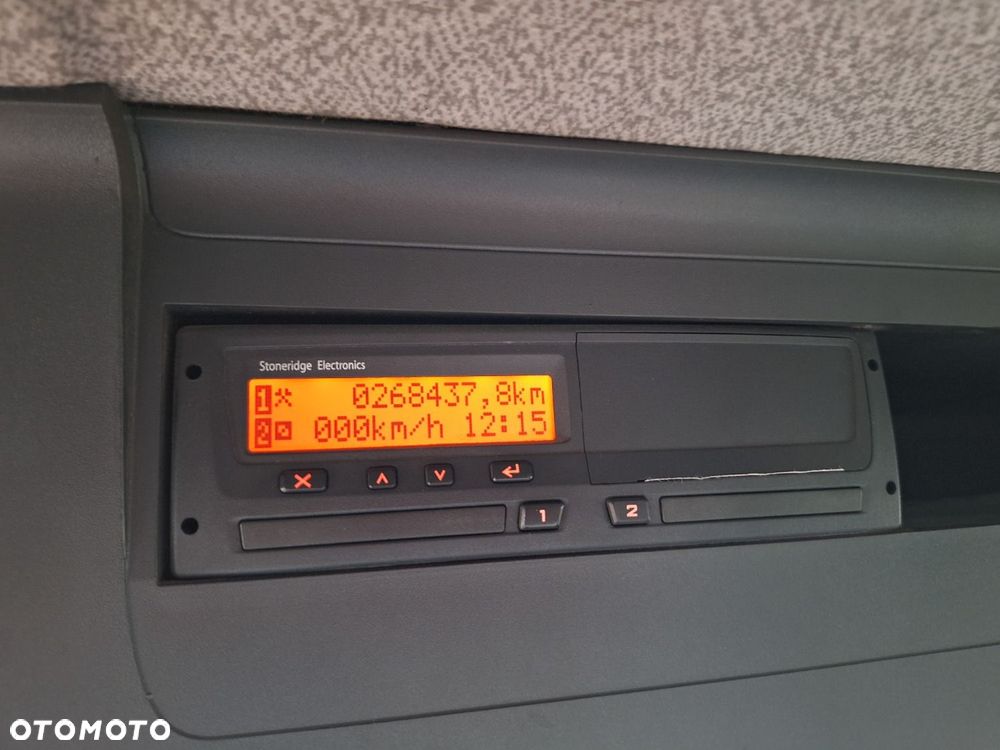 Stoneridge Electronics
1 0268437,8km
2 000km/h 12:15
1 2
OTOMOTO